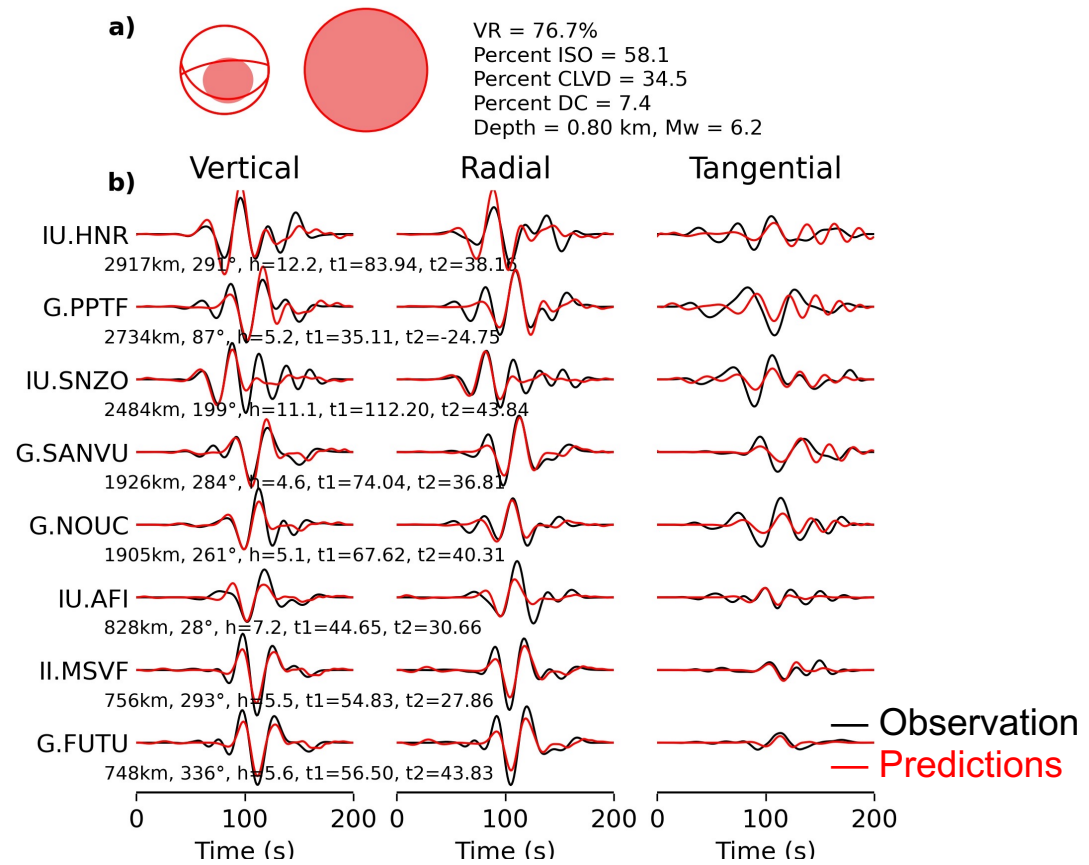 a)
VR = 76.7%
Percent ISO = 58.1
Percent CLVD = 34.5
Percent DC = 7.4
Depth = 0.80 km, Mw = 6.2
b)
Vertical Radial Tangential
IU.HNR
2917km, 291°, h=12.2, t1=83.94, t2=38.15
G.PPTF
2734km, 87°, h=5.2, t1=35.11, t2=-24.75
IU.SNZO
2484km, 199°, h=11.1, t1=112.20, t2=43.84
G.SANVU
1926km, 284°, h=4.6, t1=74.04, t2=36.81
G.NOUC
1905km, 261°, h=5.1, t1=67.62, t2=40.31
IU.AFI
828km, 28°, h=7.2, t1=44.65, t2=30.66
II.MSVF
756km, 293°, h=5.5, t1=54.83, t2=27.86
G.FUTU
748km, 336°, h=5.6, t1=56.50, t2=43.83
Observation
Predictions
0 100 200 0 100 200 0 100 200
Time (s) Time (s) Time (s)